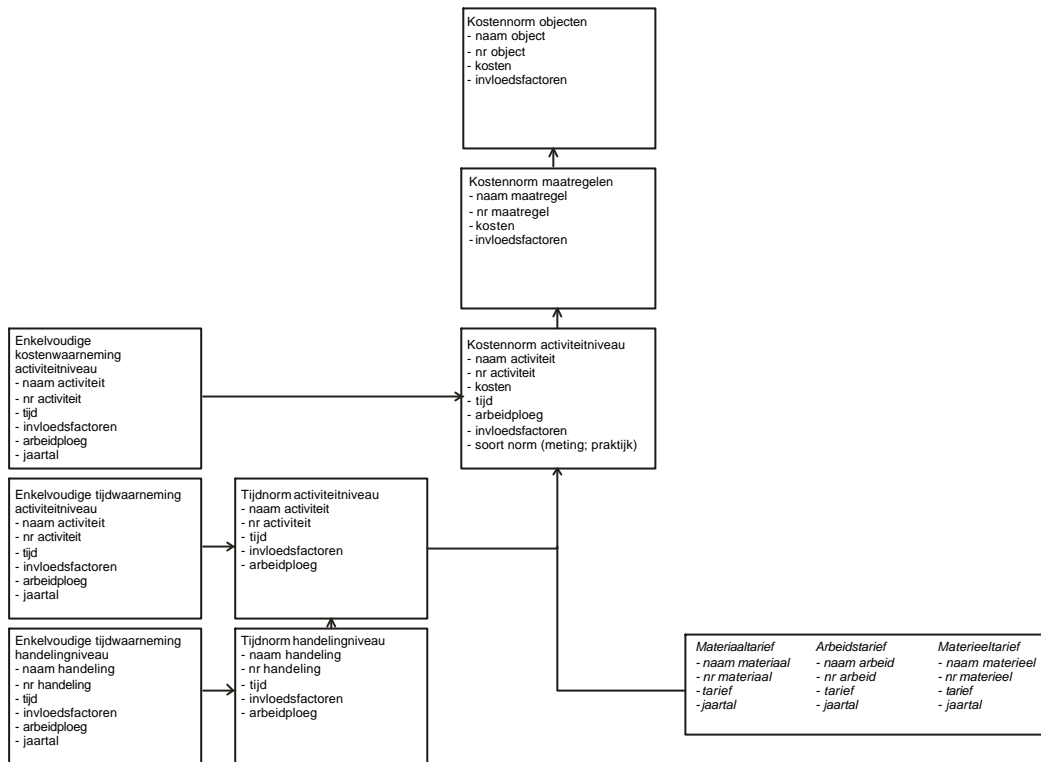 Kostennorm objecten
- naam object
- nr object
- kosten
- invloedsfactoren
Kostennorm maatregelen
- naam maatregel
- nr maatregel
- kosten
- invloedsfactoren
Enkelvoudige
kostenwaarneming
activiteitniveau
- naam activiteit
- nr activiteit
- tijd
- invloedsfactoren
- arbeidploeg
- jaartal
Kostennorm activiteitniveau
- naam activiteit
- nr activiteit
- kosten
- tijd
- arbeidploeg
- invloedsfactoren
- soort norm (meting; praktijk)
Enkelvoudige tijdwaarneming
activiteitniveau
- naam activiteit
- nr activiteit
- tijd
- invloedsfactoren
- arbeidploeg
- jaartal
Tijdnorm activiteitniveau
- naam activiteit
- nr activiteit
- tijd
- invloedsfactoren
- arbeidploeg
Enkelvoudige tijdwaarneming
handelingniveau
- naam handeling
- nr handeling
- tijd
- invloedsfactoren
- arbeidploeg
- jaartal
Tijdnorm handelingniveau
- naam handeling
- nr handeling
- tijd
- invloedsfactoren
- arbeidploeg
Materiaaltarief
- naam materiaal
- nr materiaal
- tarief
- jaartal
Arbeidstarief
- naam arbeid
- nr arbeid
- tarief
- jaartal
Materieeltarief
- naam materieel
- nr materieel
- tarief
- jaartal